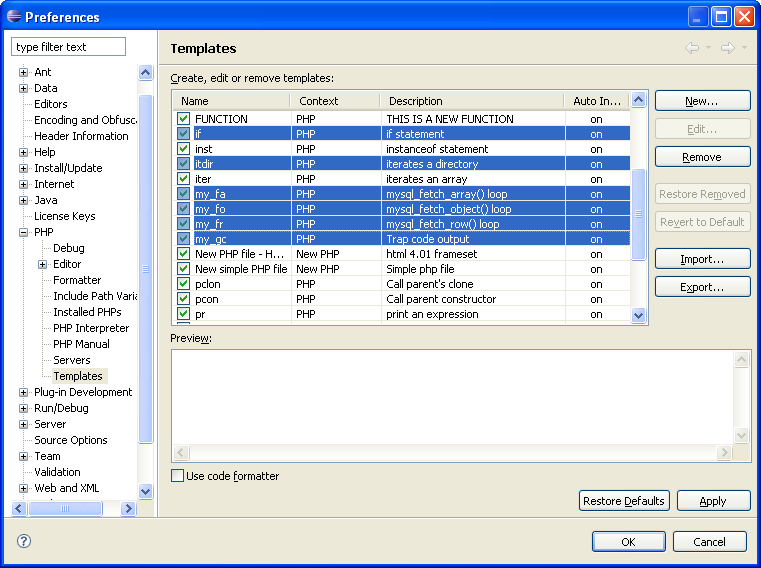 Preferences
type filter text
Templates
Ant
Data
Editors
Encoding and Obfusc
Header Information
Help
Install/Update
Internet
Java
License Keys
PHP
Debug
Editor
Formatter
Include Path Varia
Installed PHPs
PHP Interpreter
PHP Manual
Servers
Templates
Plug-in Development
Run/Debug
Server
Source Options
Team
Validation
Web and XML
Create, edit or remove templates:
Name Context Description Auto In...
FUNCTION PHP THIS IS A NEW FUNCTION on
if PHP if statement on
inst PHP instanceof statement on
itdir PHP iterates a directory on
iter PHP iterates an array on
my_fa PHP mysql_fetch_array() loop on
my_fo PHP mysql_fetch_object() loop on
my_fr PHP mysql_fetch_row() loop on
my_gc PHP Trap code output on
New PHP file - H... New PHP html 4.01 frameset on
New simple PHP file New PHP Simple php file on
pclon PHP Call parent's clone on
pcon PHP Call parent constructor on
pr PHP print an expression on
New...
Edit...
Remove
Restore Removed
Revert to Default
Import...
Export...
Preview:
Use code formatter
Restore Defaults Apply
? OK Cancel